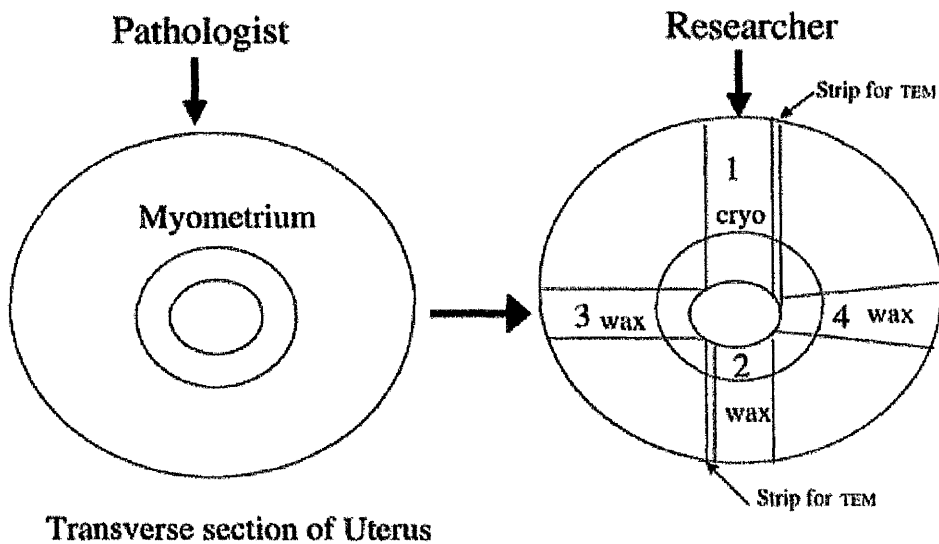 Pathologist
Researcher
Strip for TEM
Myometrium
1
cryo
3 wax
4 wax
2
wax
Strip for TEM
Transverse section of Uterus